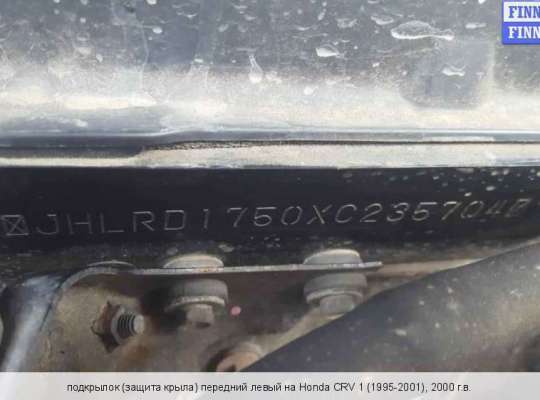 FINN
FINN
JHLRD1750XC235704
подкрылок (защита крыла) передний левый на Honda CRV 1 (1995-2001), 2000 г.в.